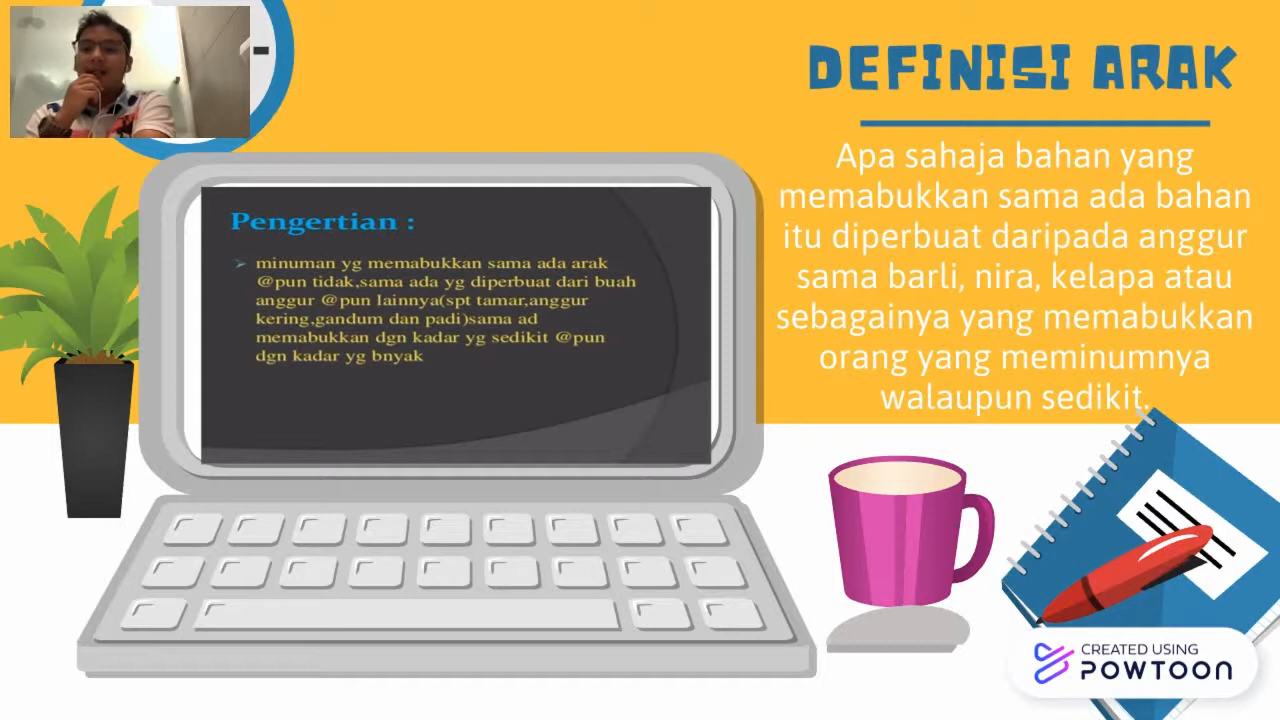 DEFINISI ARAK
Apa sahaja bahan yang
memabukkan sama ada bahan
itu diperbuat daripada anggur
sama barli, nira, kelapa atau
sebagainya yang memabukkan
orang yang meminumnya
walaupun sedikit.
Pengertian :
minuman yg memabukkan sama ada arak
@pun tidak,sama ada yg diperbuat dari buah
anggur @pun lainnya(spt tamar,anggur
kering,gandum dan padi)sama ad
memabukkan dgn kadar yg sedikit @pun
dgn kadar yg bnyak
CREATED USING
POWTOON